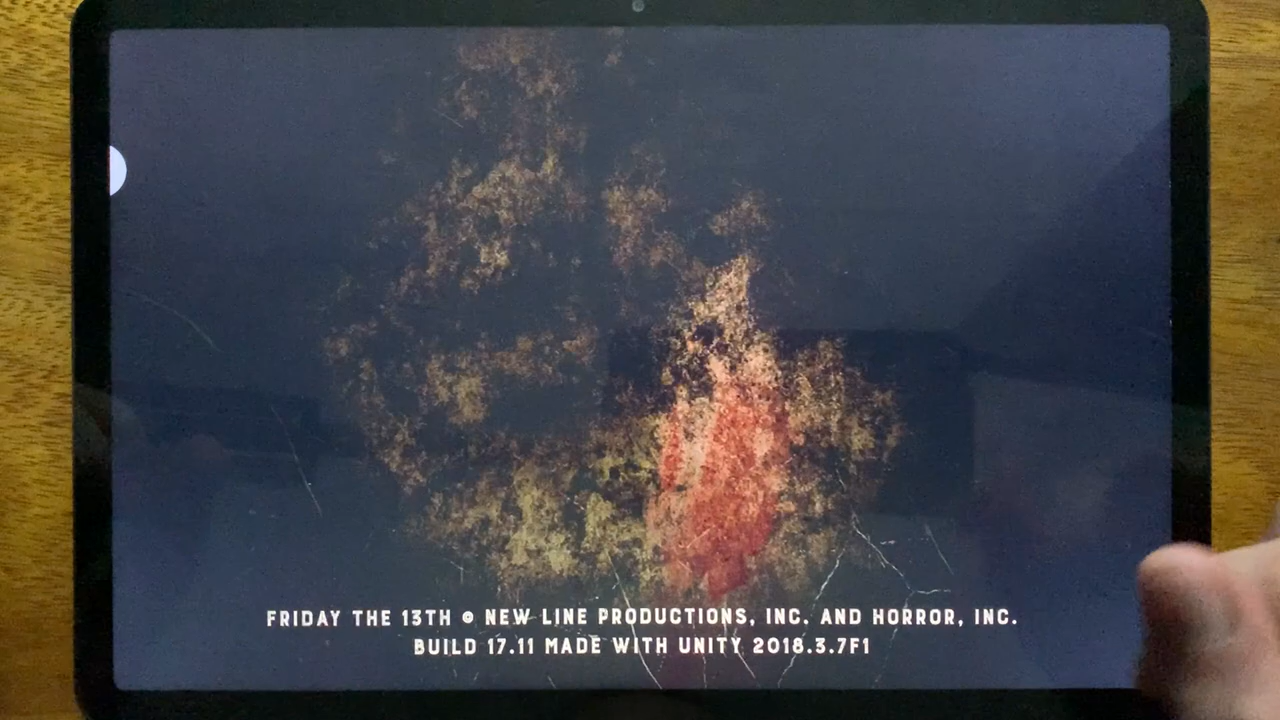 FRIDAY THE 13TH © NEW LINE PRODUCTIONS, INC. AND HORROR, INC.
BUILD 17.11 MADE WITH UNITY 2018.3.7F1